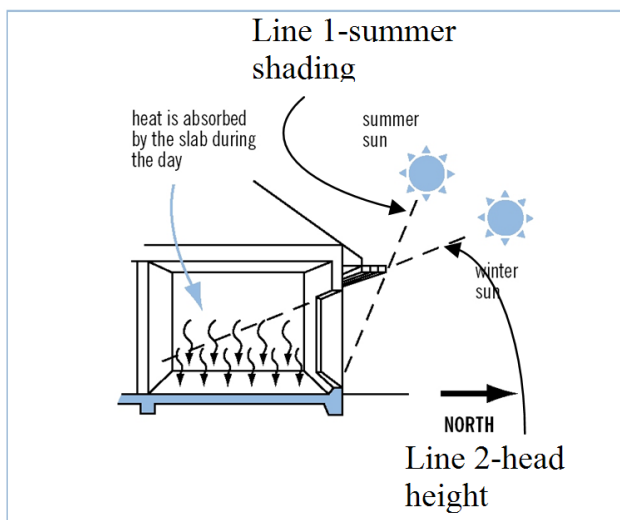 Line 1-summer
shading
heat is absorbed
by the slab during
the day
summer
sun
winter
sun
NORTH
Line 2-head
height